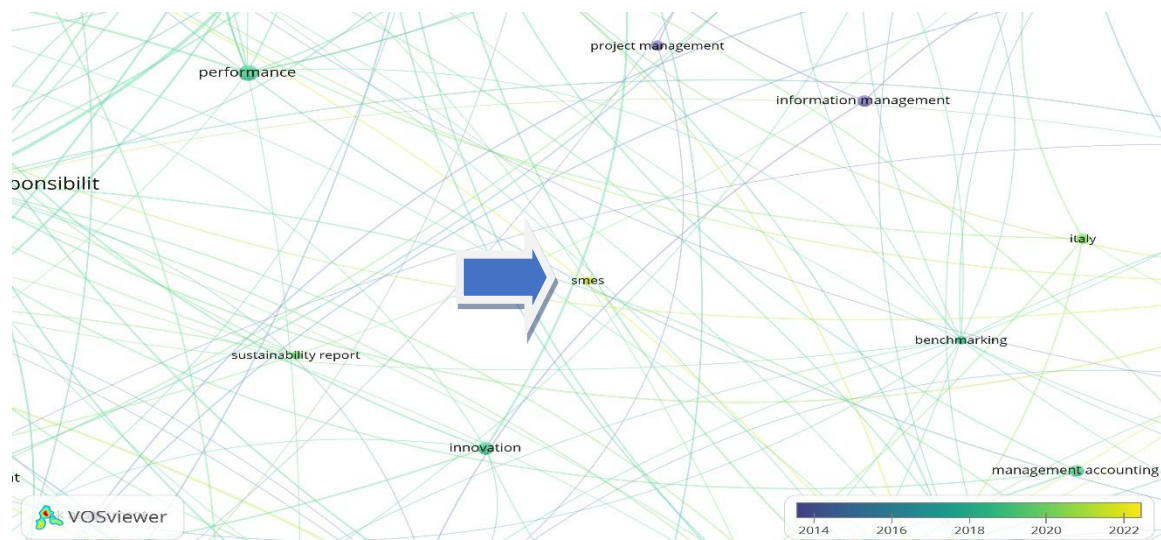 project management
performance
information management
ponsibilit
italy
smes
benchmarking
sustainability report
innovation
management accounting
VOSviewer
2014 2016 2018 2020 2022